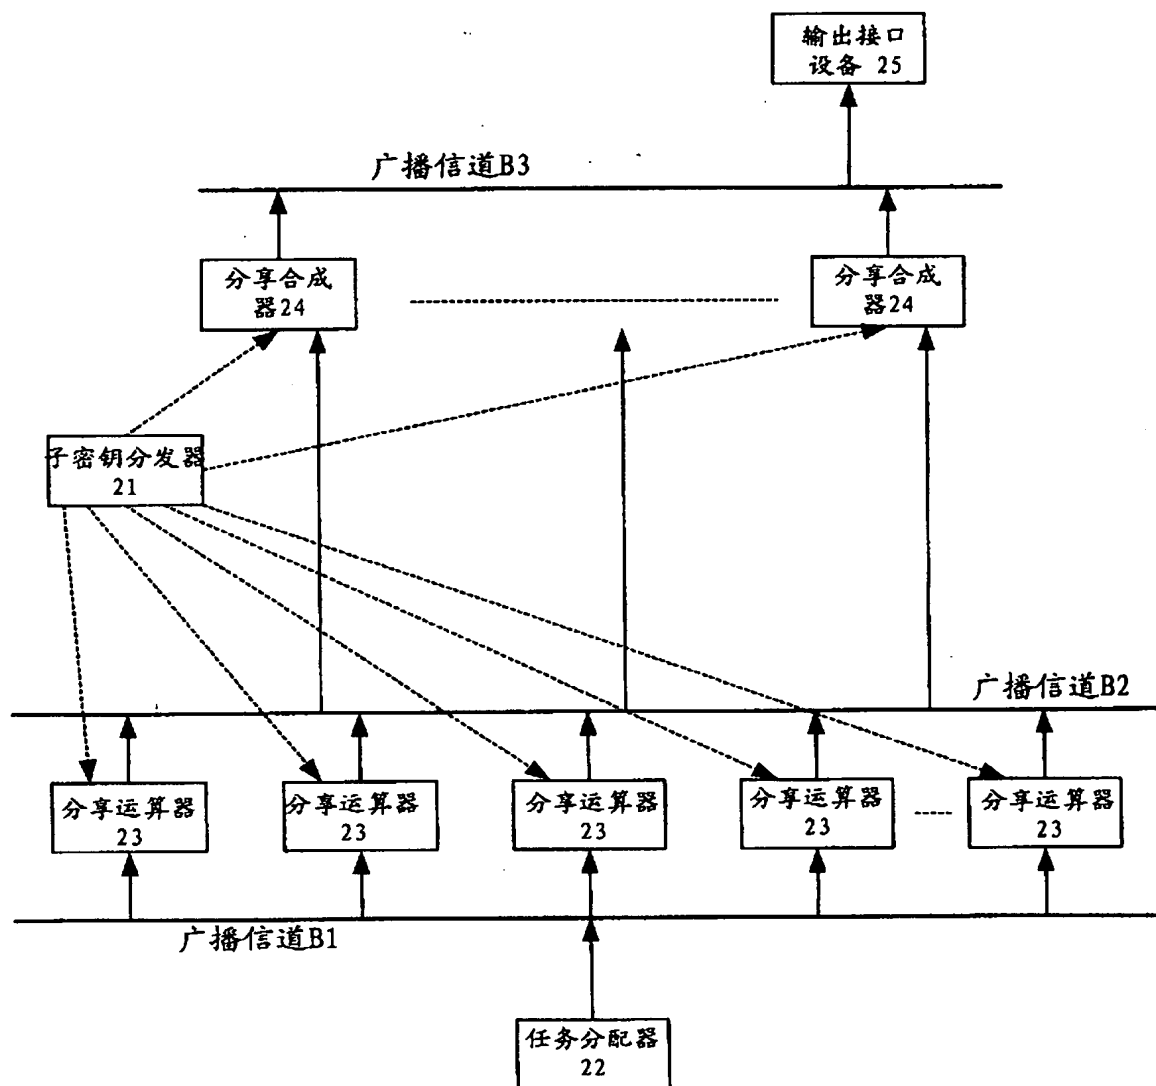 输出接口
设备 25
广播信道B3
分享合成
器24
分享合成
器24
子密钥分发器
21
广播信道B2
分享运算器
23
分享运算器
23
分享运算器
23
分享运算器
23
分享运算器
23
广播信道B1
任务分配器
22